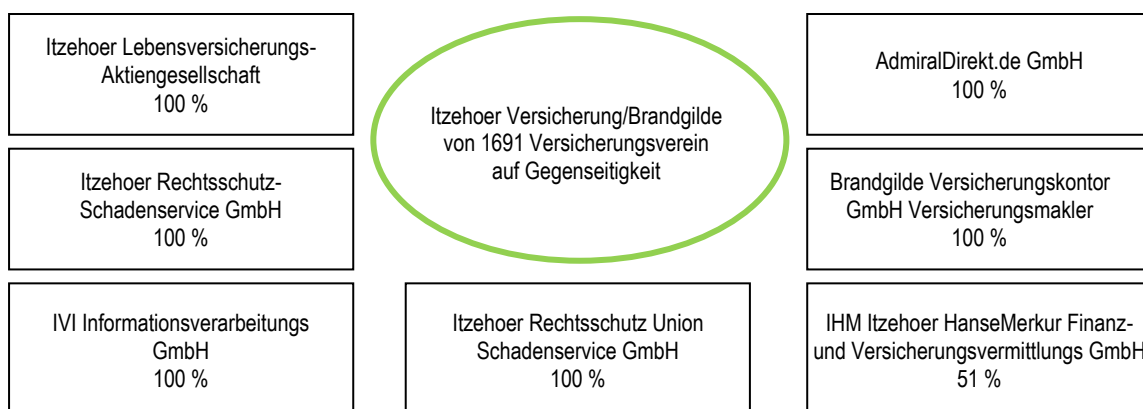 Itzehoer Lebensversicherungs-
Aktiengesellschaft
100 %
Itzehoer Versicherung/Brandgilde
von 1691 Versicherungsverein
auf Gegenseitigkeit
AdmiralDirekt.de GmbH
100 %
Itzehoer Rechtsschutz-
Schadenservice GmbH
100 %
Brandgilde Versicherungskontor
GmbH Versicherungsmakler
100 %
IVI Informationsverarbeitungs
GmbH
100 %
Itzehoer Rechtsschutz Union
Schadenservice GmbH
100 %
IHM Itzehoer HanseMerkur Finanz-
und Versicherungsvermittlungs GmbH
51 %